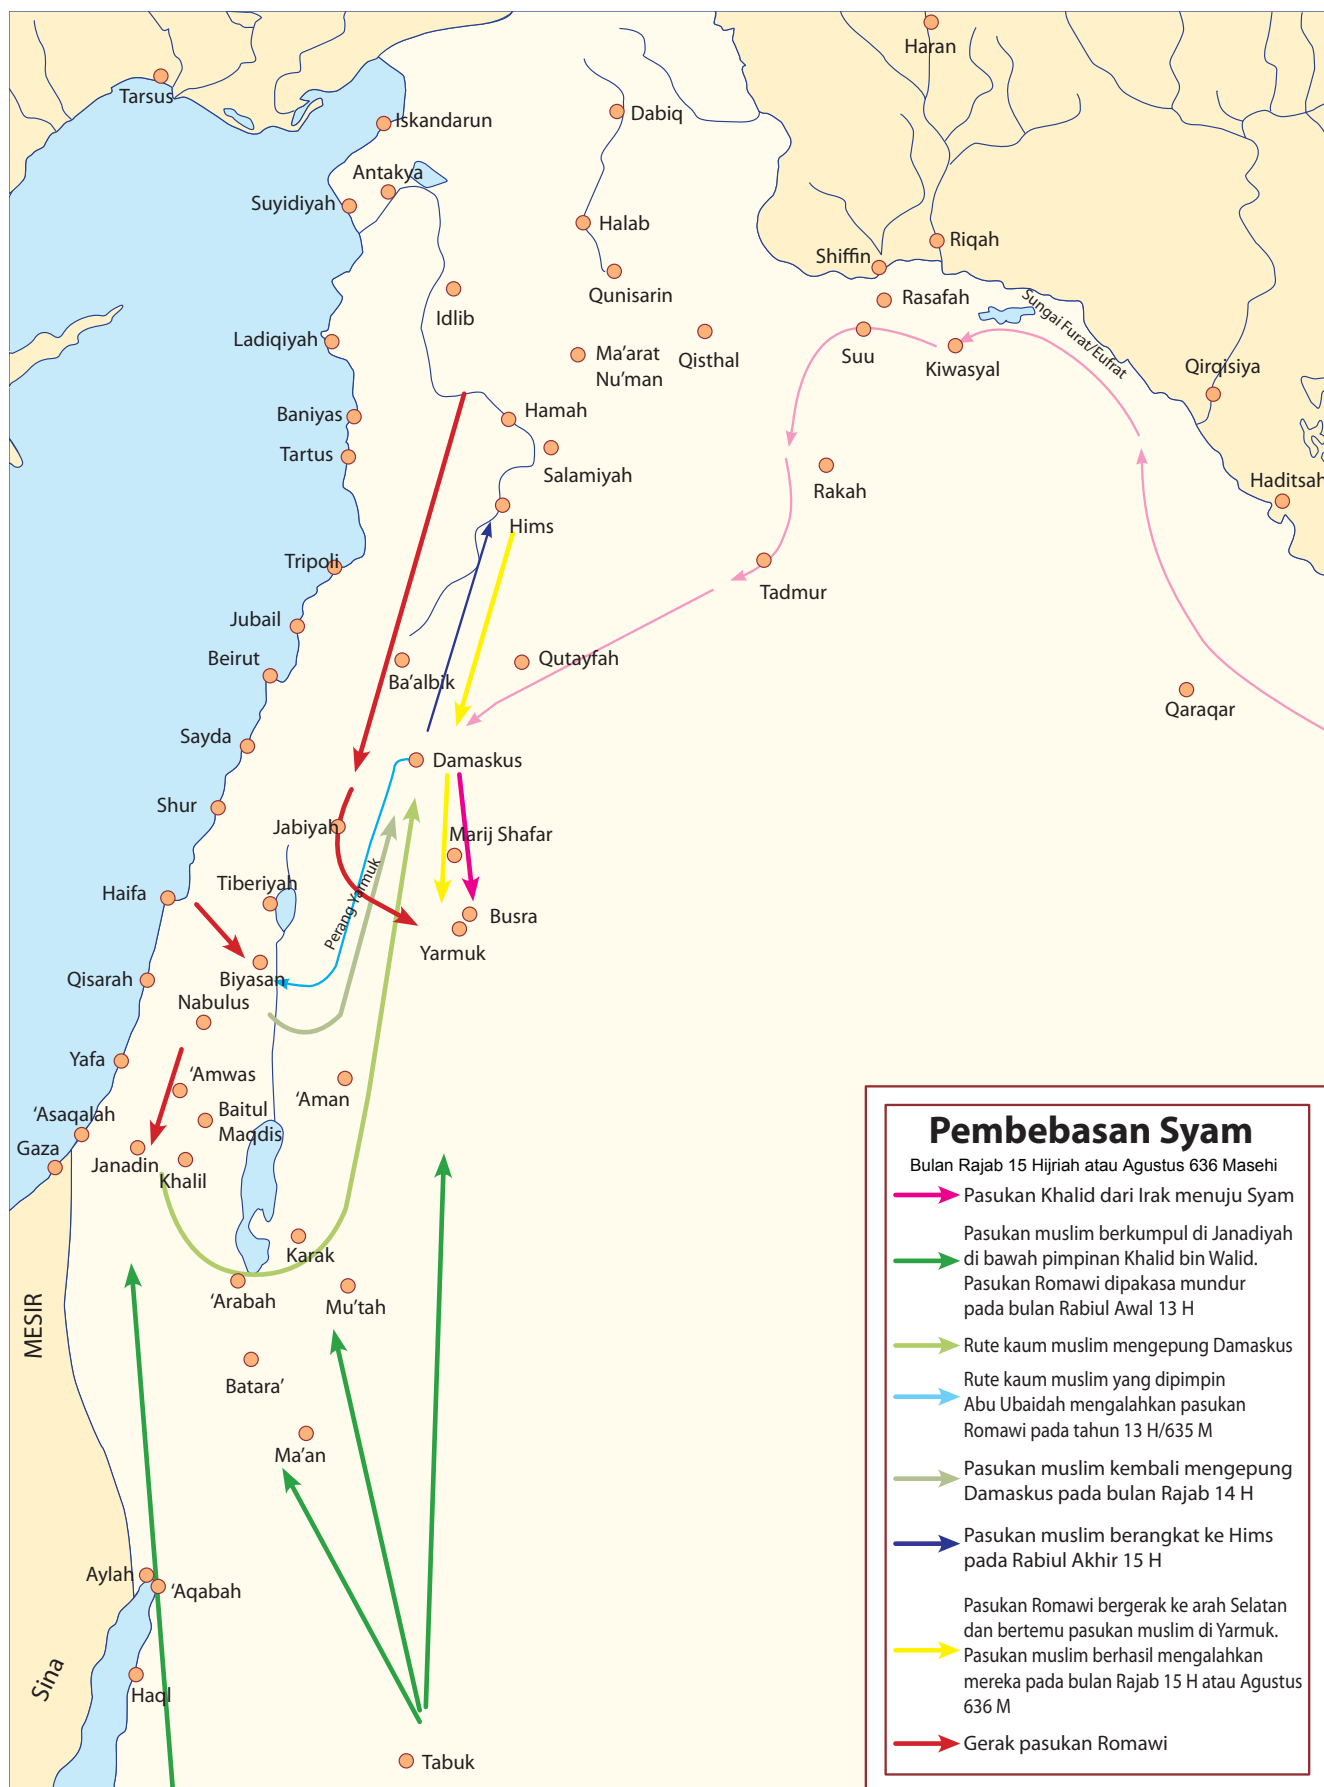 Haran
Tarsus
Iskandarun
Dabiq
Antakya
Suyidiyah
Halab
Riqah
Shiffin
Qunisarin
Rasafah
Idlib
Sungai Furat/Eufrat
Ladiqiyah
Ma'arat
Nu'man
Qisthal
Suu
Kiwasyal
Qirqisiya
Baniyas
Hamah
Tartus
Salamiyah
Rakah
Haditsah
Hims
Tripoli
Tadmur
Jubail
Beirut
Ba'albik
Qutayfah
Qaraqar
Sayda
Damaskus
Shur
Jabiyah
Marij Shafar
Haifa
Tiberiyah
Perang Yarmuk
Busra
Yarmuk
Qisarah
Biyasan
Nabulus
Yafa
'Amwas
'Aman
'Asaqalah
Baitul
Maqdis
Gaza
Janadin
Khalil
Karak
'Arabah
Mu'tah
MESIR
Batara'
Ma'an
Aylah
'Aqabah
Sina
Haql
Tabuk
Pembebasan Syam
Bulan Rajab 15 Hijriah atau Agustus 636 Masehi
Pasukan Khalid dari Irak menuju Syam
Pasukan muslim berkumpul di Janadiyah
di bawah pimpinan Khalid bin Walid.
Pasukan Romawi dipakasa mundur
pada bulan Rabiul Awal 13 H
Rute kaum muslim mengepung Damaskus
Rute kaum muslim yang dipimpin
Abu Ubaidah mengalahkan pasukan
Romawi pada tahun 13 H/635 M
Pasukan muslim kembali mengepung
Damaskus pada bulan Rajab 14 H
Pasukan muslim berangkat ke Hims
pada Rabiul Akhir 15 H
Pasukan Romawi bergerak ke arah Selatan
dan bertemu pasukan muslim di Yarmuk.
Pasukan muslim berhasil mengalahkan
mereka pada bulan Rajab 15 H atau Agustus
636 M
Gerak pasukan Romawi